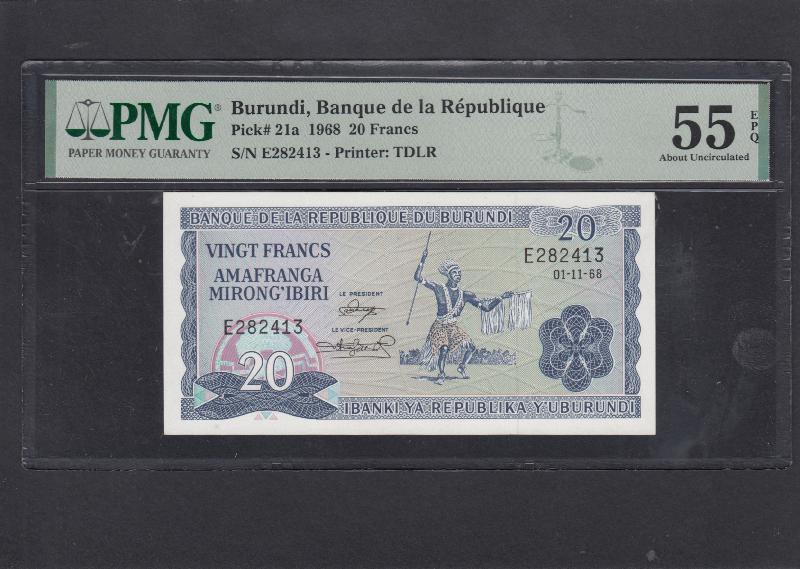 PMG®
PAPER MONEY GUARANTY
Burundi, Banque de la République
Pick# 21a 1968 20 Francs
S/N E282413 - Printer: TDLR
55 EPQ
About Uncirculated
BANQUE DE LA REPUBLIQUE DU BURUNDI
20
VINGT FRANCS
AMAFRANGA
MIRONG'IBIRI
E282413
01-11-68
LE PRESIDENT
LE VICE-PRESIDENT
E282413
20
IBANKI YA REPUBLIKA Y'UBURUNDI